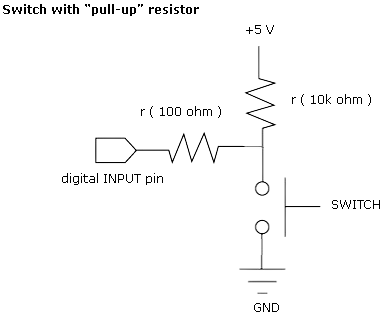 Switch with "pull-up" resistor
+5 V
r ( 10k ohm )
r ( 100 ohm )
digital INPUT pin
SWITCH
GND